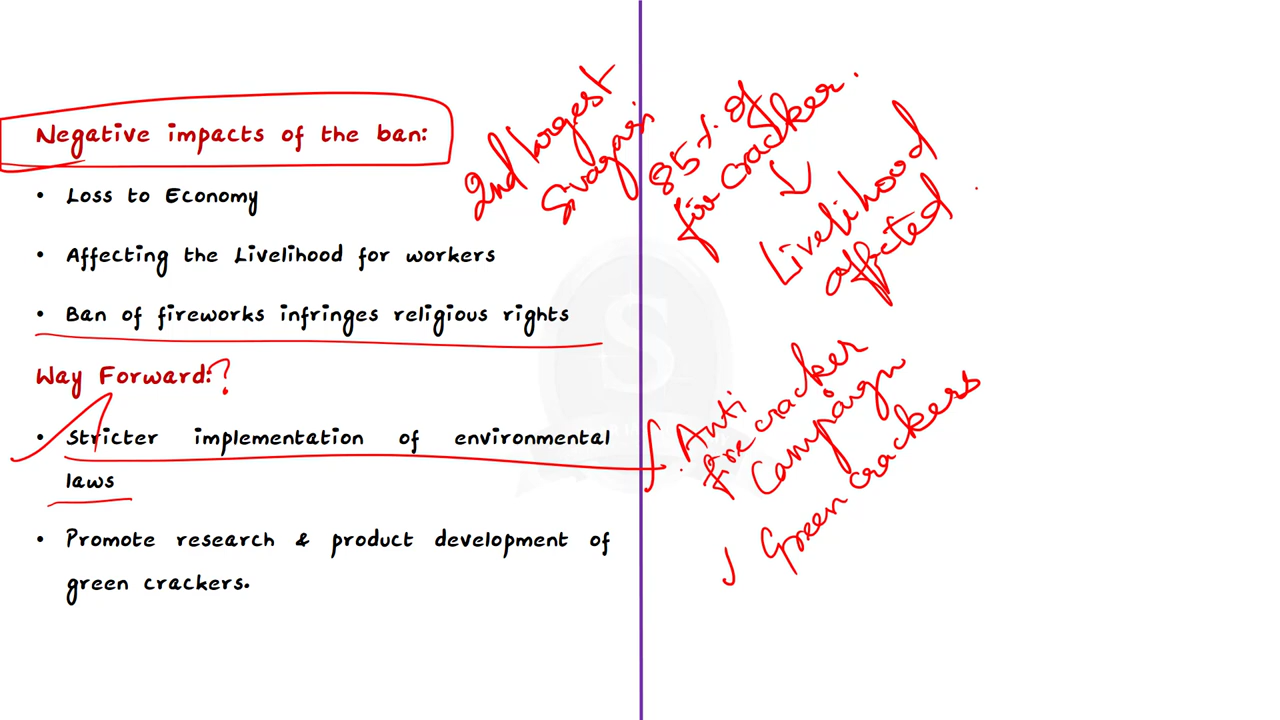 Negative impacts of the ban:
• Loss to Economy
• Affecting the Livelihood for workers
• Ban of fireworks infringes religious rights
Way Forward:?
• Stricter implementation of environmental
laws
• Promote research & product development of
green crackers.
2nd largest
85% of
fire cracker.
Livelihood
affected
Anti
fire cracker
Campaign
Green crackers